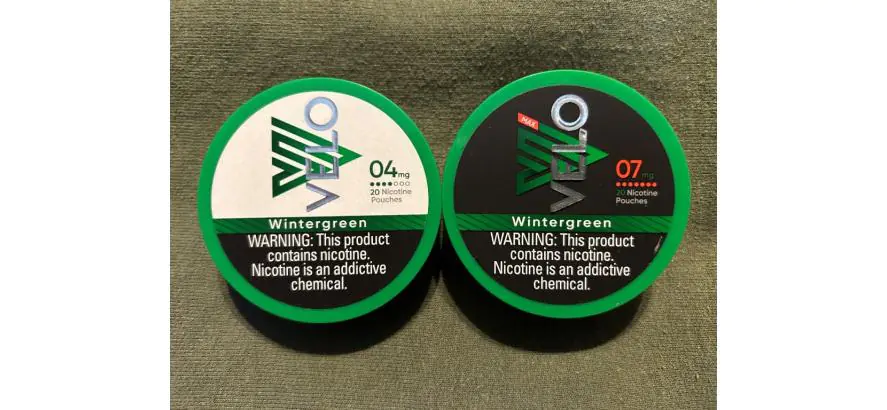 VELO
04mg
20 Nicotine
Pouches
Wintergreen
WARNING: This product
contains nicotine.
Nicotine is an addictive
chemical.
MAX
VELO
07mg
20 Nicotine
Pouches
Wintergreen
WARNING: This product
contains nicotine.
Nicotine is an addictive
chemical.